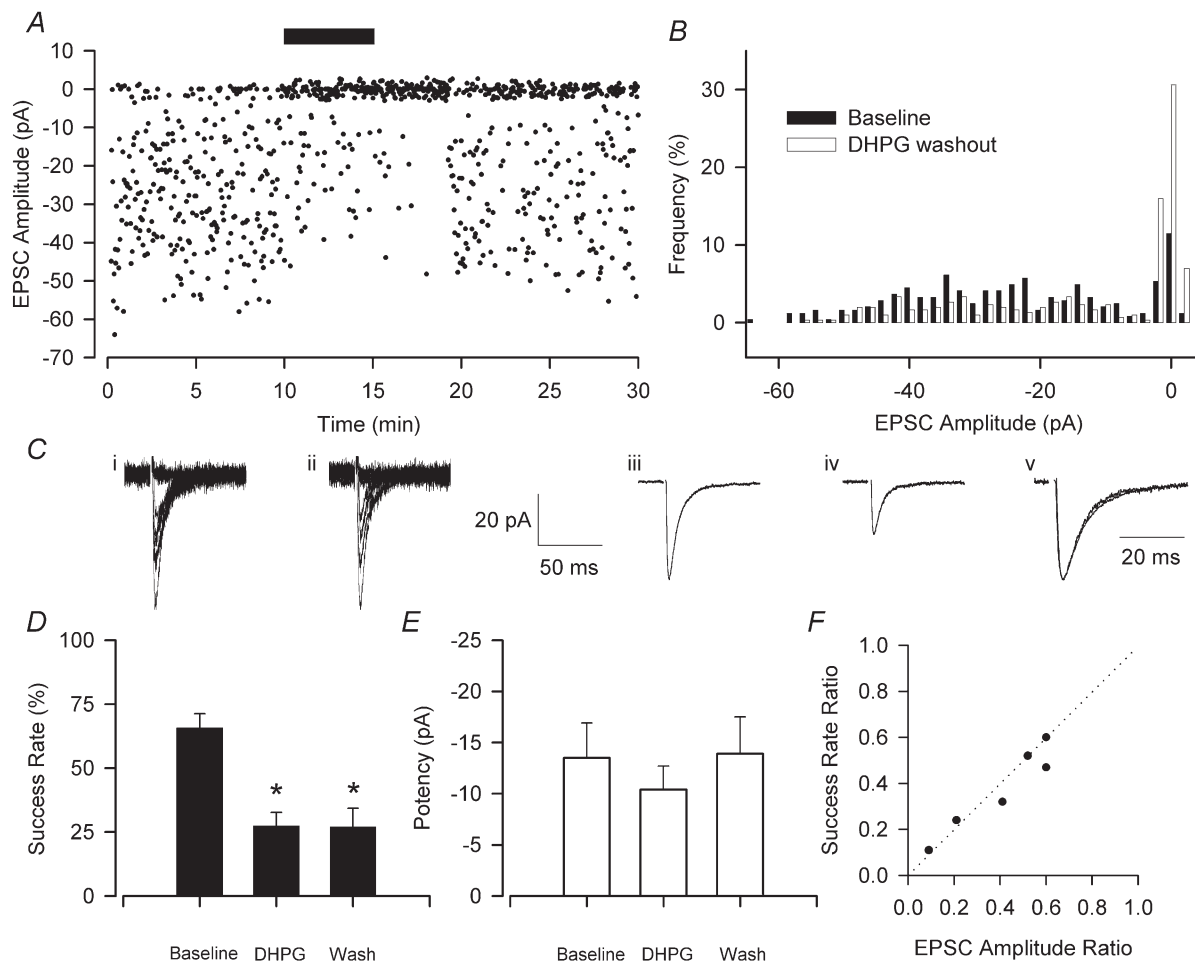 A
10
0
-10
-20
-30
-40
-50
-60
-70
EPSC Amplitude (pA)
0 5 10 15 20 25 30
Time (min)
B
30
20
10
0
Frequency (%)
Baseline
DHPG washout
-60 -40 -20 0
EPSC Amplitude (pA)
C
i
ii
20 pA
50 ms
iii
iv
v
20 ms
D
100
75
50
25
0
Success Rate (%)
* *
Baseline DHPG Wash
E
-25
-20
-15
-10
-5
0
Potency (pA)
Baseline DHPG Wash
F
1.0
0.8
0.6
0.4
0.2
0.0
Success Rate Ratio
0.0 0.2 0.4 0.6 0.8 1.0
EPSC Amplitude Ratio